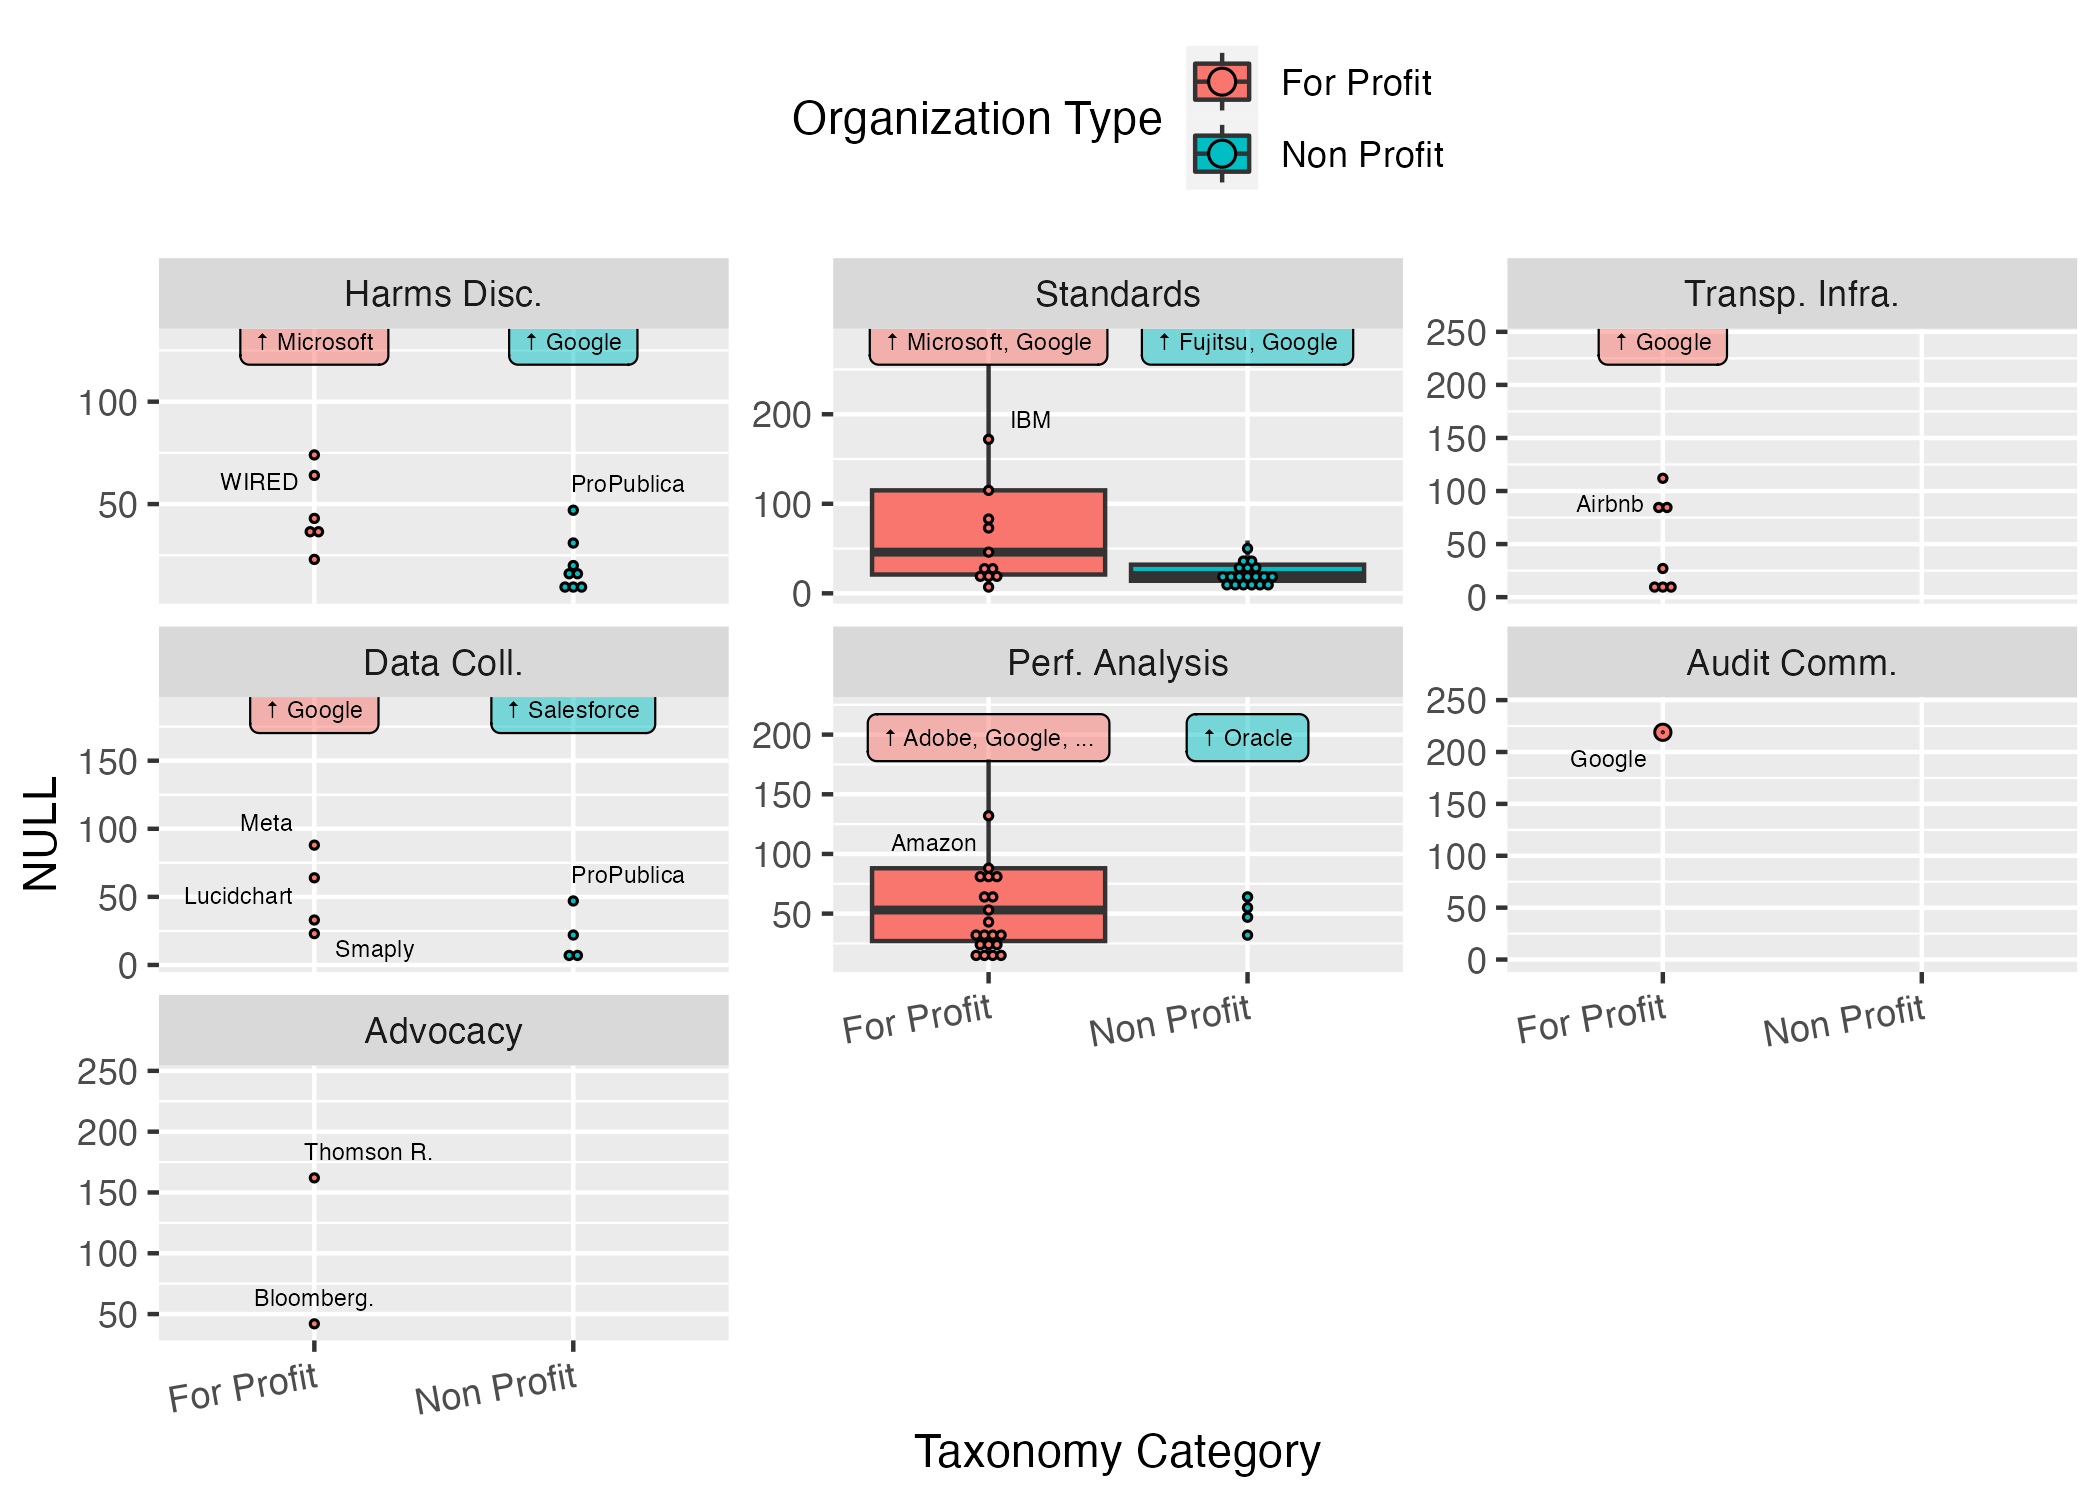 Organization Type
For Profit
Non Profit
Harms Disc.
Standards
Transp. Infra.
↑ Microsoft
↑ Google
↑ Microsoft, Google
↑ Fujitsu, Google
↑ Google
100
50
WIRED
ProPublica
200
100
0
IBM
250
200
150
100
50
0
Airbnb
Data Coll.
Perf. Analysis
Audit Comm.
↑ Google
↑ Salesforce
150
100
50
0
Meta
Lucidchart
Smaply
ProPublica
↑ Adobe, Google, ...
↑ Oracle
200
150
100
50
Amazon
250
200
150
100
50
0
Google
For Profit
Non Profit
For Profit
Non Profit
Advocacy
250
200
150
100
50
Thomson R.
Bloomberg.
For Profit
Non Profit
NULL
Taxonomy Category